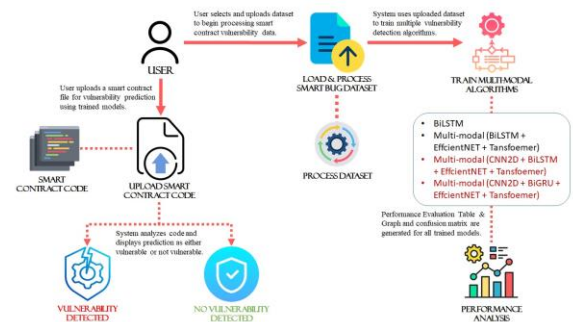 User selects and uploads dataset
to begin processing smart
contract vulnerability data.
System uses uploaded dataset
to train multiple vulnerability
detection algorithms.
USER
LOAD & PROCESS
SMART BUG DATASET
TRAIN MULTI-MODAL
ALGORITHMS
User uploads a smart contract
file for vulnerability prediction
using trained models.
• BiLSTM
• Multi-modal (BiLSTM +
EffcientNET + Tansfoemer)
• Multi-modal (CNN2D + BiLSTM
+ EffcientNET + Tansfoemer)
• Multi-modal (CNN2D + BiGRU +
EffcientNET + Tansfoemer)
SMART
CONTRACT CODE
UPLOAD SMART
CONTRACT CODE
PROCESS DATASET
System analyzes code and
displays prediction as either
vulnerable or not vulnerable.
Performance Evaluation Table &
Graph and confusion matrix are
generated for all trained models.
VULNERABILITY
DETECTED
NO VULNERABILITY
DETECTED
PERFORMANCE
ANALYSIS